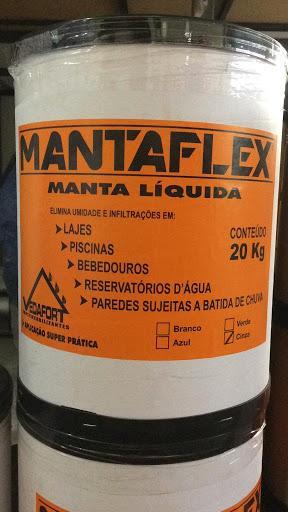 MANTAFLEX
MANTA LÍQUIDA
ELIMINA UMIDADE E INFILTRAÇÕES EM:
LAJES
PISCINAS
BEBEDOUROS
RESERVATÓRIOS D'ÁGUA
PAREDES SUJEITAS A BATIDA DE CHUVA
CONTEÚDO
20 Kg
VEDAFORT
IMPERMEABILIZANTES
APLICAÇÃO SUPER PRÁTICA
Branco
Verde
Azul
Cinza